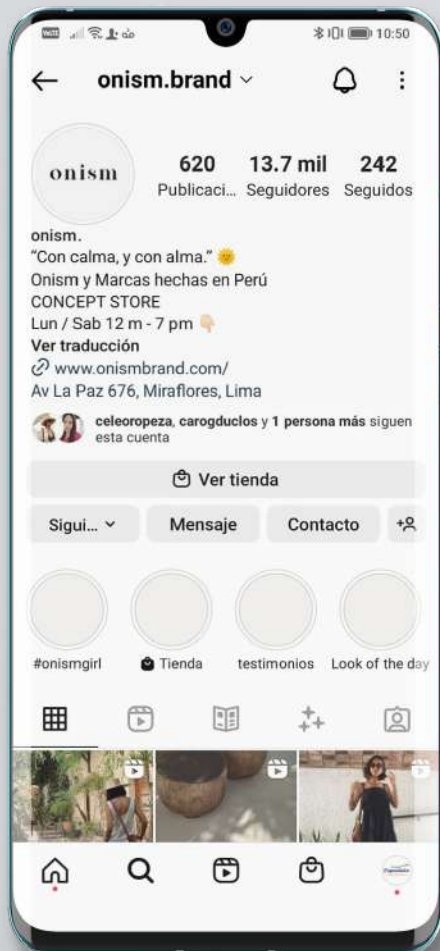 VoLTE 10:50
onism.brand
onism
620 13.7 mil 242
Publicaci... Seguidores Seguidos
onism.
“Con calma, y con alma.”
Onism y Marcas hechas en Perú
CONCEPT STORE
Lun / Sab 12 m - 7 pm
Ver traducción
www.onismbrand.com/
Av La Paz 676, Miraflores, Lima
celeoropeza, carogduclos y 1 persona más siguen
esta cuenta
Ver tienda
Sigui... Mensaje Contacto
#onismgirl Tienda testimonios Look of the day